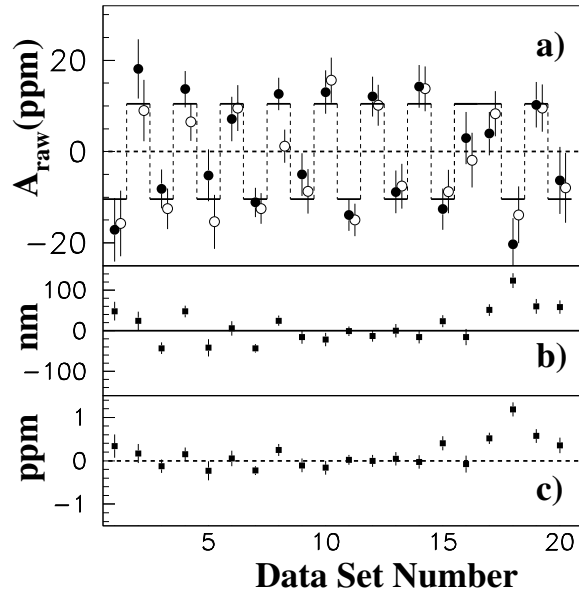 a)
A_raw(ppm)
20
0
−20
b)
nm
100
0
−100
c)
ppm
1
0
−1
5
10
15
20
Data Set Number